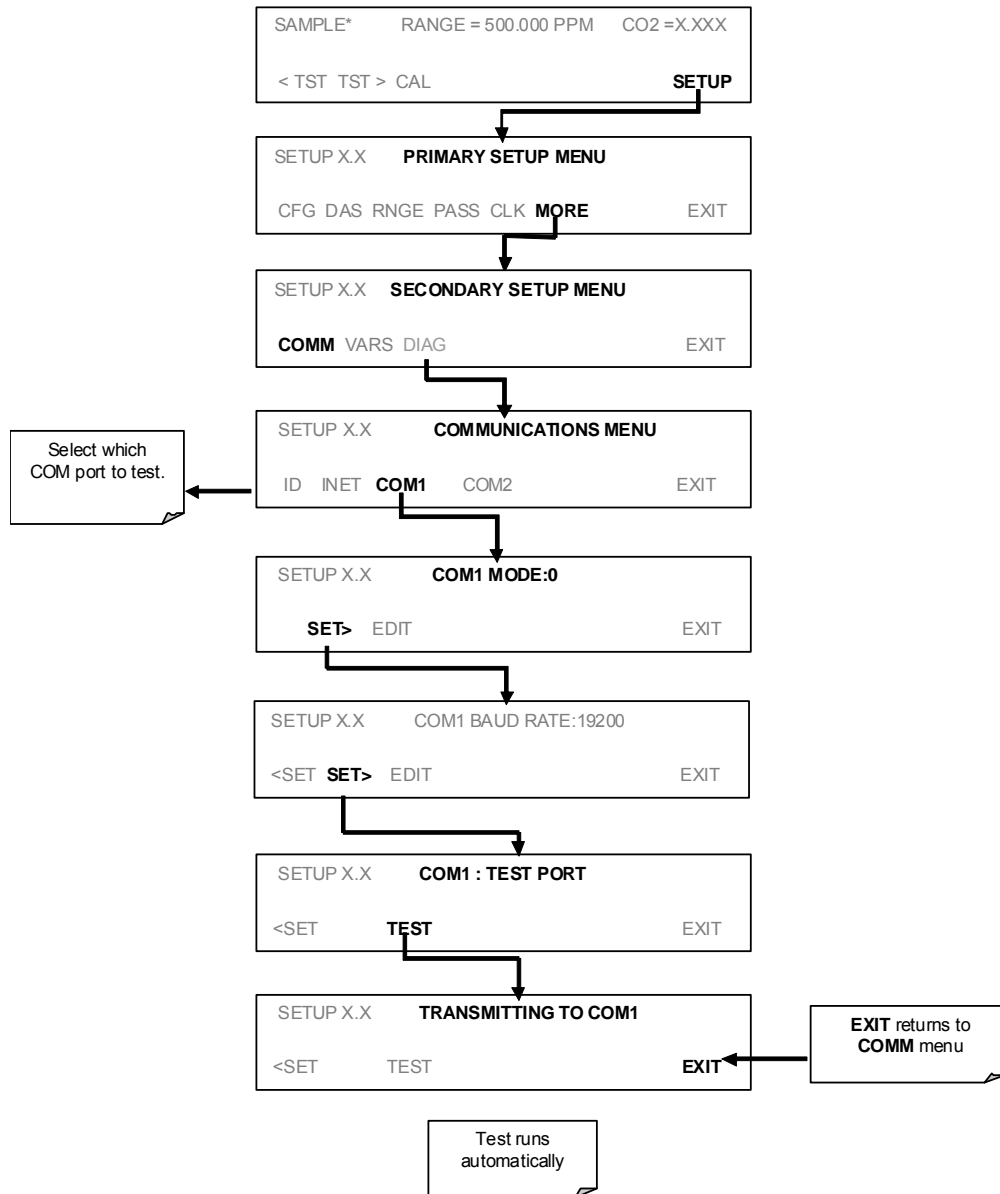 SAMPLE* RANGE = 500.000 PPM CO2 =X.XXX
< TST TST > CAL SETUP
SETUP X.X PRIMARY SETUP MENU
CFG DAS RNGE PASS CLK MORE EXIT
SETUP X.X SECONDARY SETUP MENU
COMM VARS DIAG EXIT
SETUP X.X COMMUNICATIONS MENU
ID INET COM1 COM2 EXIT
Select which
COM port to test.
SETUP X.X COM1 MODE:0
SET> EDIT EXIT
SETUP X.X COM1 BAUD RATE:19200
<SET SET> EDIT EXIT
SETUP X.X COM1 : TEST PORT
<SET TEST EXIT
SETUP X.X TRANSMITTING TO COM1
<SET TEST EXIT
EXIT returns to
COMM menu
Test runs
automatically